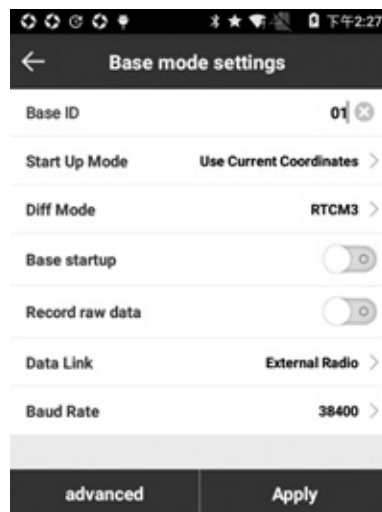 下午2:27
Base mode settings
Base ID 01
Start Up Mode Use Current Coordinates
Diff Mode RTCM3
Base startup
Record raw data
Data Link External Radio
Baud Rate 38400
advanced Apply